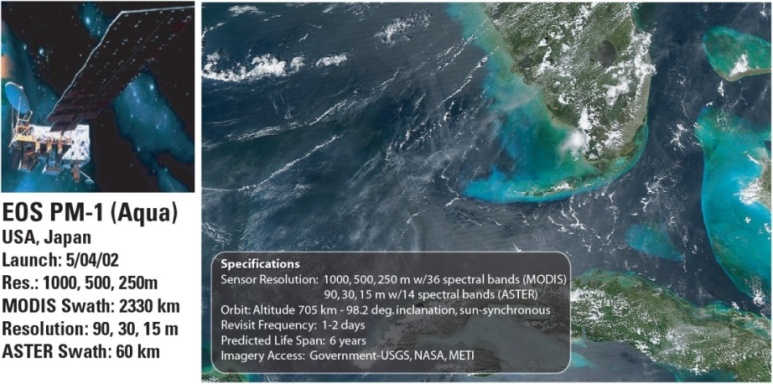 EOS PM-1 (Aqua)
USA, Japan
Launch: 5/04/02
Res.: 1000, 500, 250m
MODIS Swath: 2330 km
Resolution: 90, 30, 15 m
ASTER Swath: 60 km
Specifications
Sensor Resolution: 1000, 500, 250 m w/36 spectral bands (MODIS)
90, 30, 15 m w/14 spectral bands (ASTER)
Orbit: Altitude 705 km - 98.2 deg. inclanation, sun-synchronous
Revisit Frequency: 1-2 days
Predicted Life Span: 6 years
Imagery Access: Government-USGS, NASA, METI